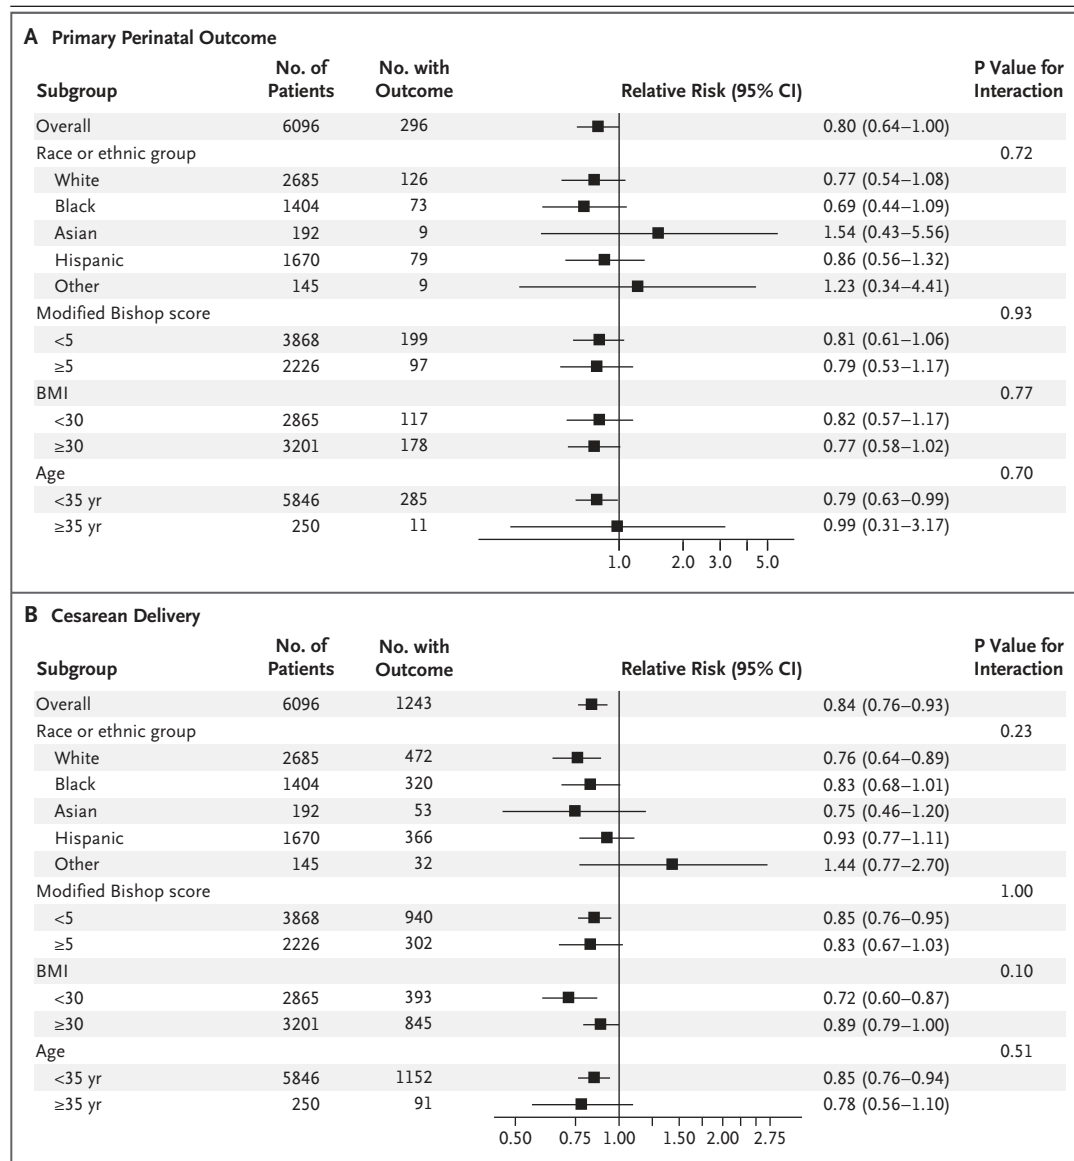 A Primary Perinatal Outcome
Subgroup No. of Patients No. with Outcome Relative Risk (95% CI) P Value for Interaction
Overall 6096 296 0.80 (0.64–1.00)
Race or ethnic group 0.72
White 2685 126 0.77 (0.54–1.08)
Black 1404 73 0.69 (0.44–1.09)
Asian 192 9 1.54 (0.43–5.56)
Hispanic 1670 79 0.86 (0.56–1.32)
Other 145 9 1.23 (0.34–4.41)
Modified Bishop score 0.93
<5 3868 199 0.81 (0.61–1.06)
≥5 2226 97 0.79 (0.53–1.17)
BMI 0.77
<30 2865 117 0.82 (0.57–1.17)
≥30 3201 178 0.77 (0.58–1.02)
Age 0.70
<35 yr 5846 285 0.79 (0.63–0.99)
≥35 yr 250 11 0.99 (0.31–3.17)
1.0 2.0 3.0 5.0
B Cesarean Delivery
Subgroup No. of Patients No. with Outcome Relative Risk (95% CI) P Value for Interaction
Overall 6096 1243 0.84 (0.76–0.93)
Race or ethnic group 0.23
White 2685 472 0.76 (0.64–0.89)
Black 1404 320 0.83 (0.68–1.01)
Asian 192 53 0.75 (0.46–1.20)
Hispanic 1670 366 0.93 (0.77–1.11)
Other 145 32 1.44 (0.77–2.70)
Modified Bishop score 1.00
<5 3868 940 0.85 (0.76–0.95)
≥5 2226 302 0.83 (0.67–1.03)
BMI 0.10
<30 2865 393 0.72 (0.60–0.87)
≥30 3201 845 0.89 (0.79–1.00)
Age 0.51
<35 yr 5846 1152 0.85 (0.76–0.94)
≥35 yr 250 91 0.78 (0.56–1.10)
0.50 0.75 1.00 1.50 2.00 2.75